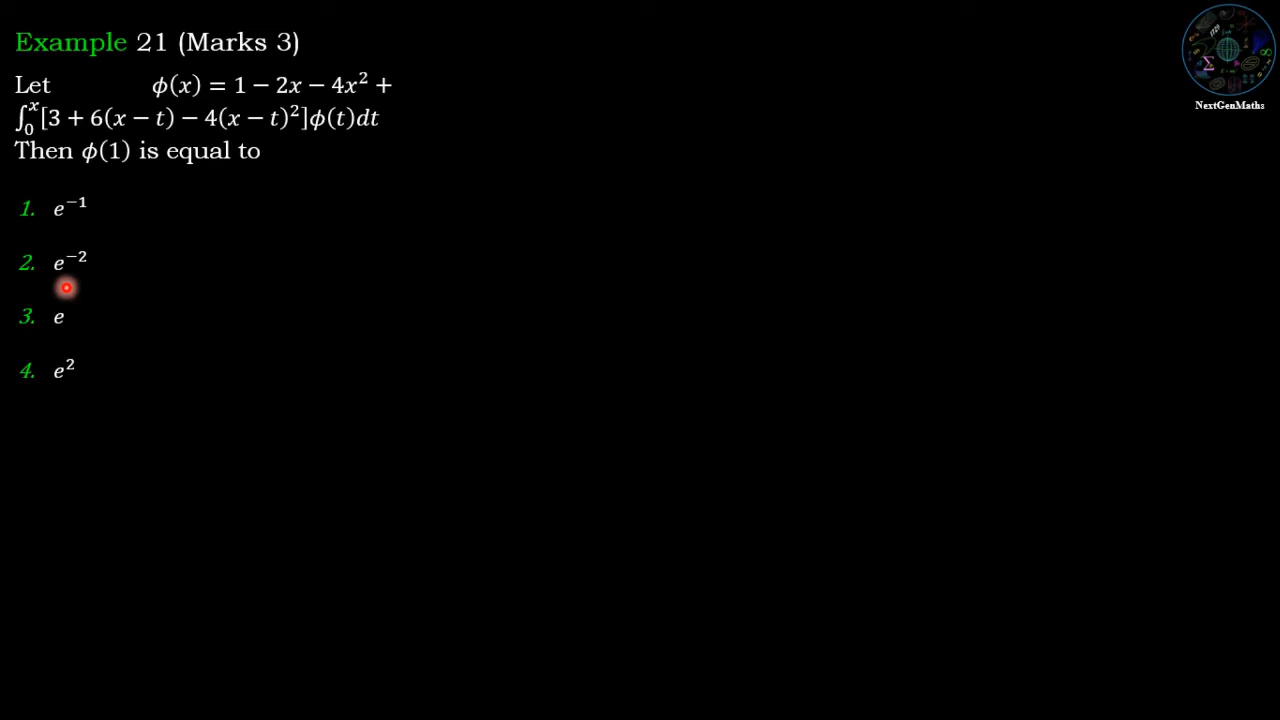 Example 21 (Marks 3)
Let ϕ(x) = 1 − 2x − 4x² +
∫₀ˣ[3 + 6(x − t) − 4(x − t)²]ϕ(t)dt
Then ϕ(1) is equal to
1. e⁻¹
2. e⁻²
3. e
4. e²
NextGenMaths